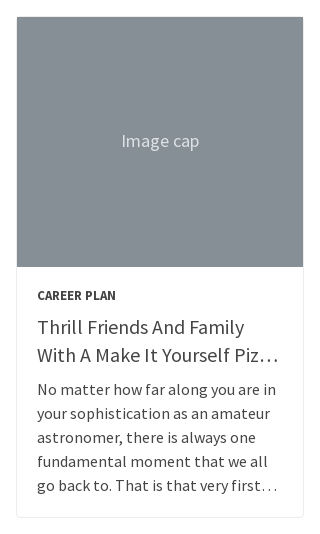 Image cap
CAREER PLAN
Thrill Friends And Family
With A Make It Yourself Piz…
No matter how far along you are in
your sophistication as an amateur
astronomer, there is always one
fundamental moment that we all
go back to. That is that very first…